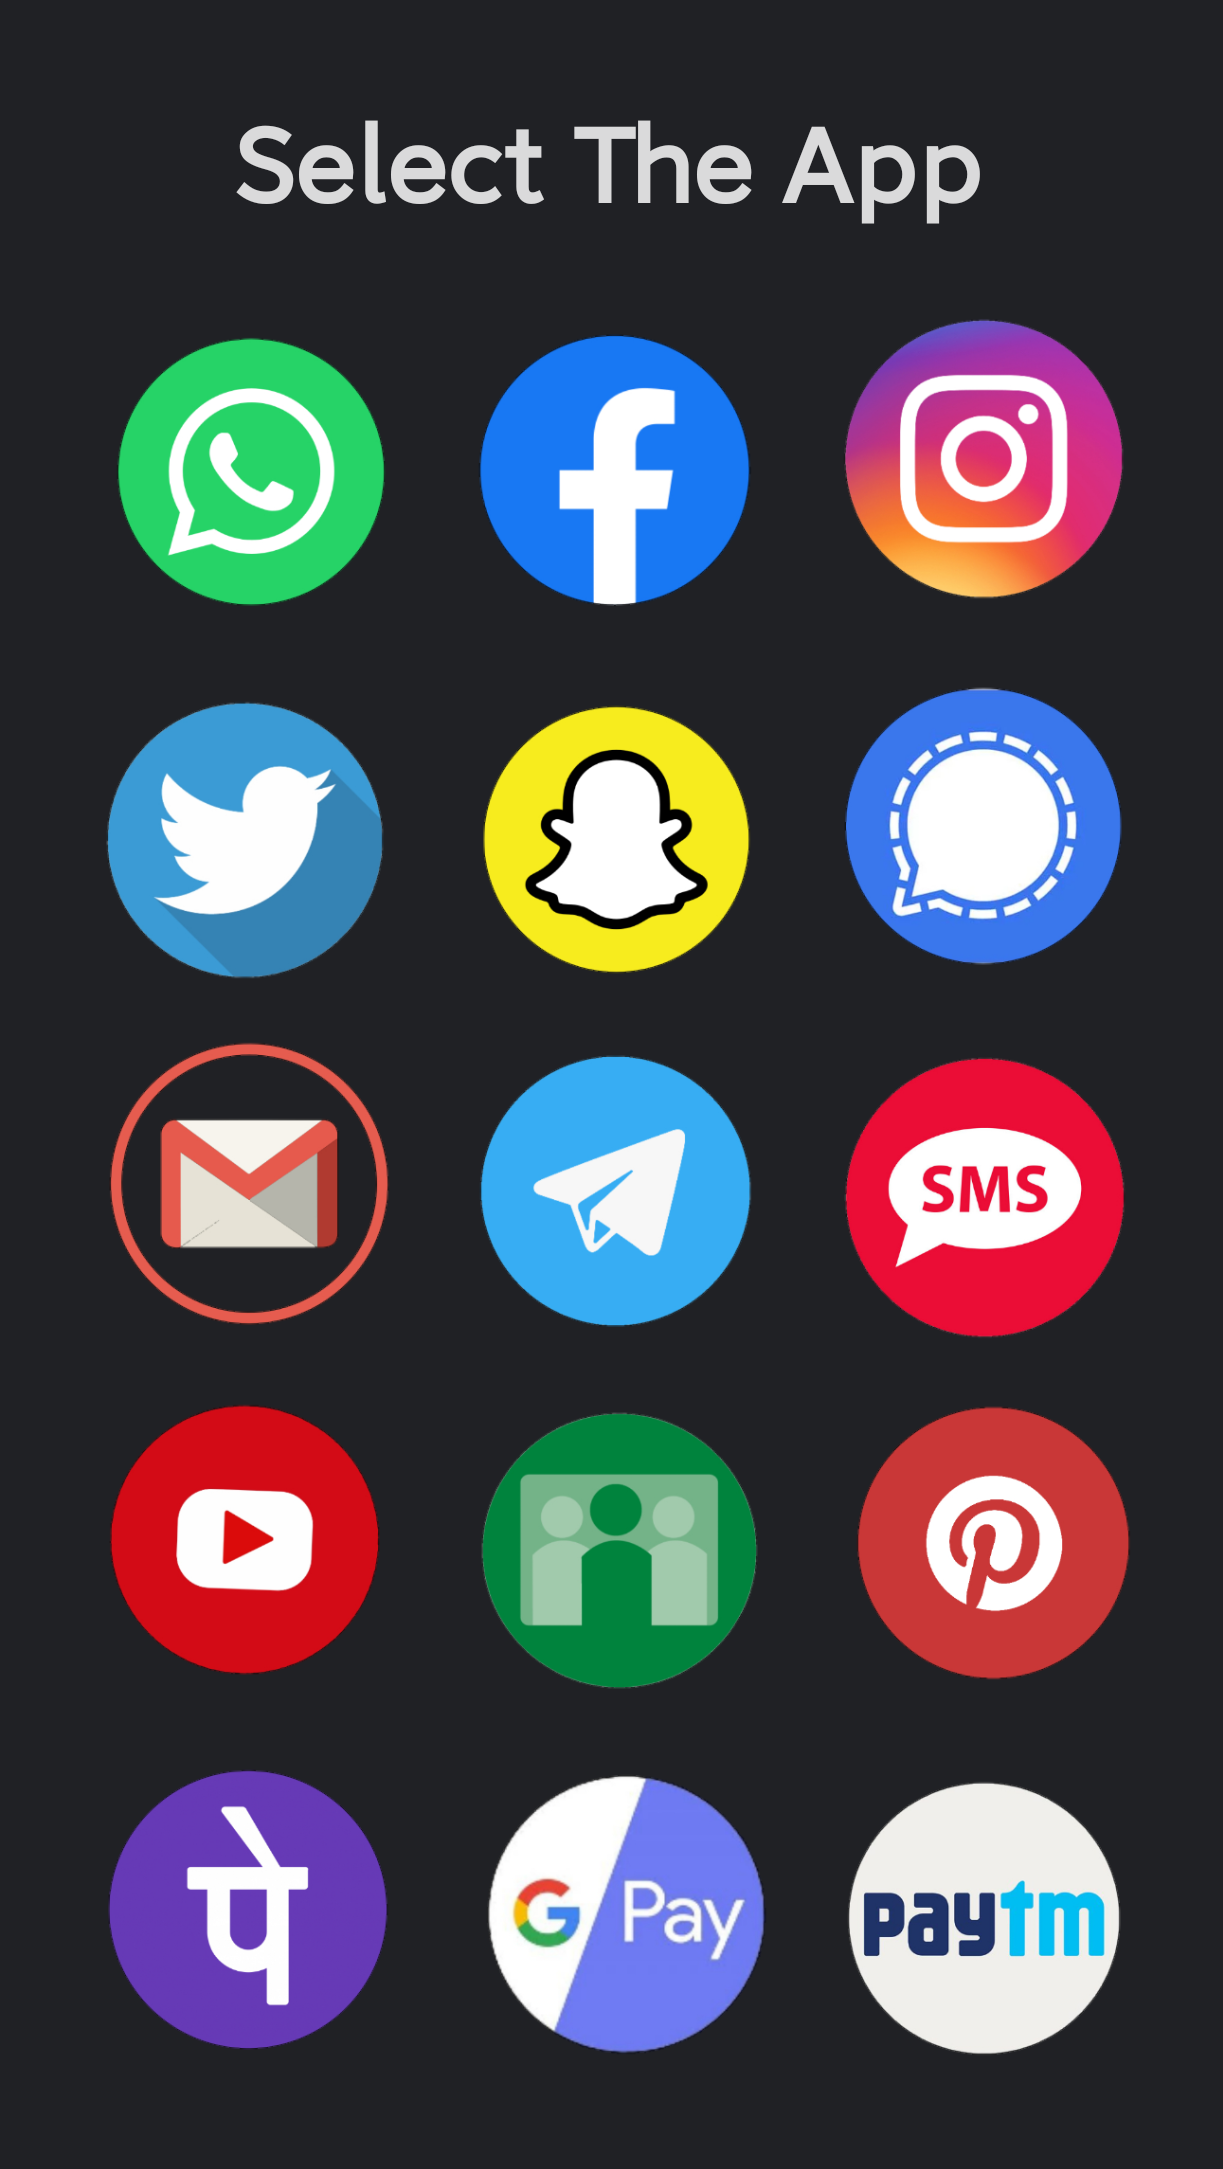 Select The App
SMS
पे
G Pay
paytm